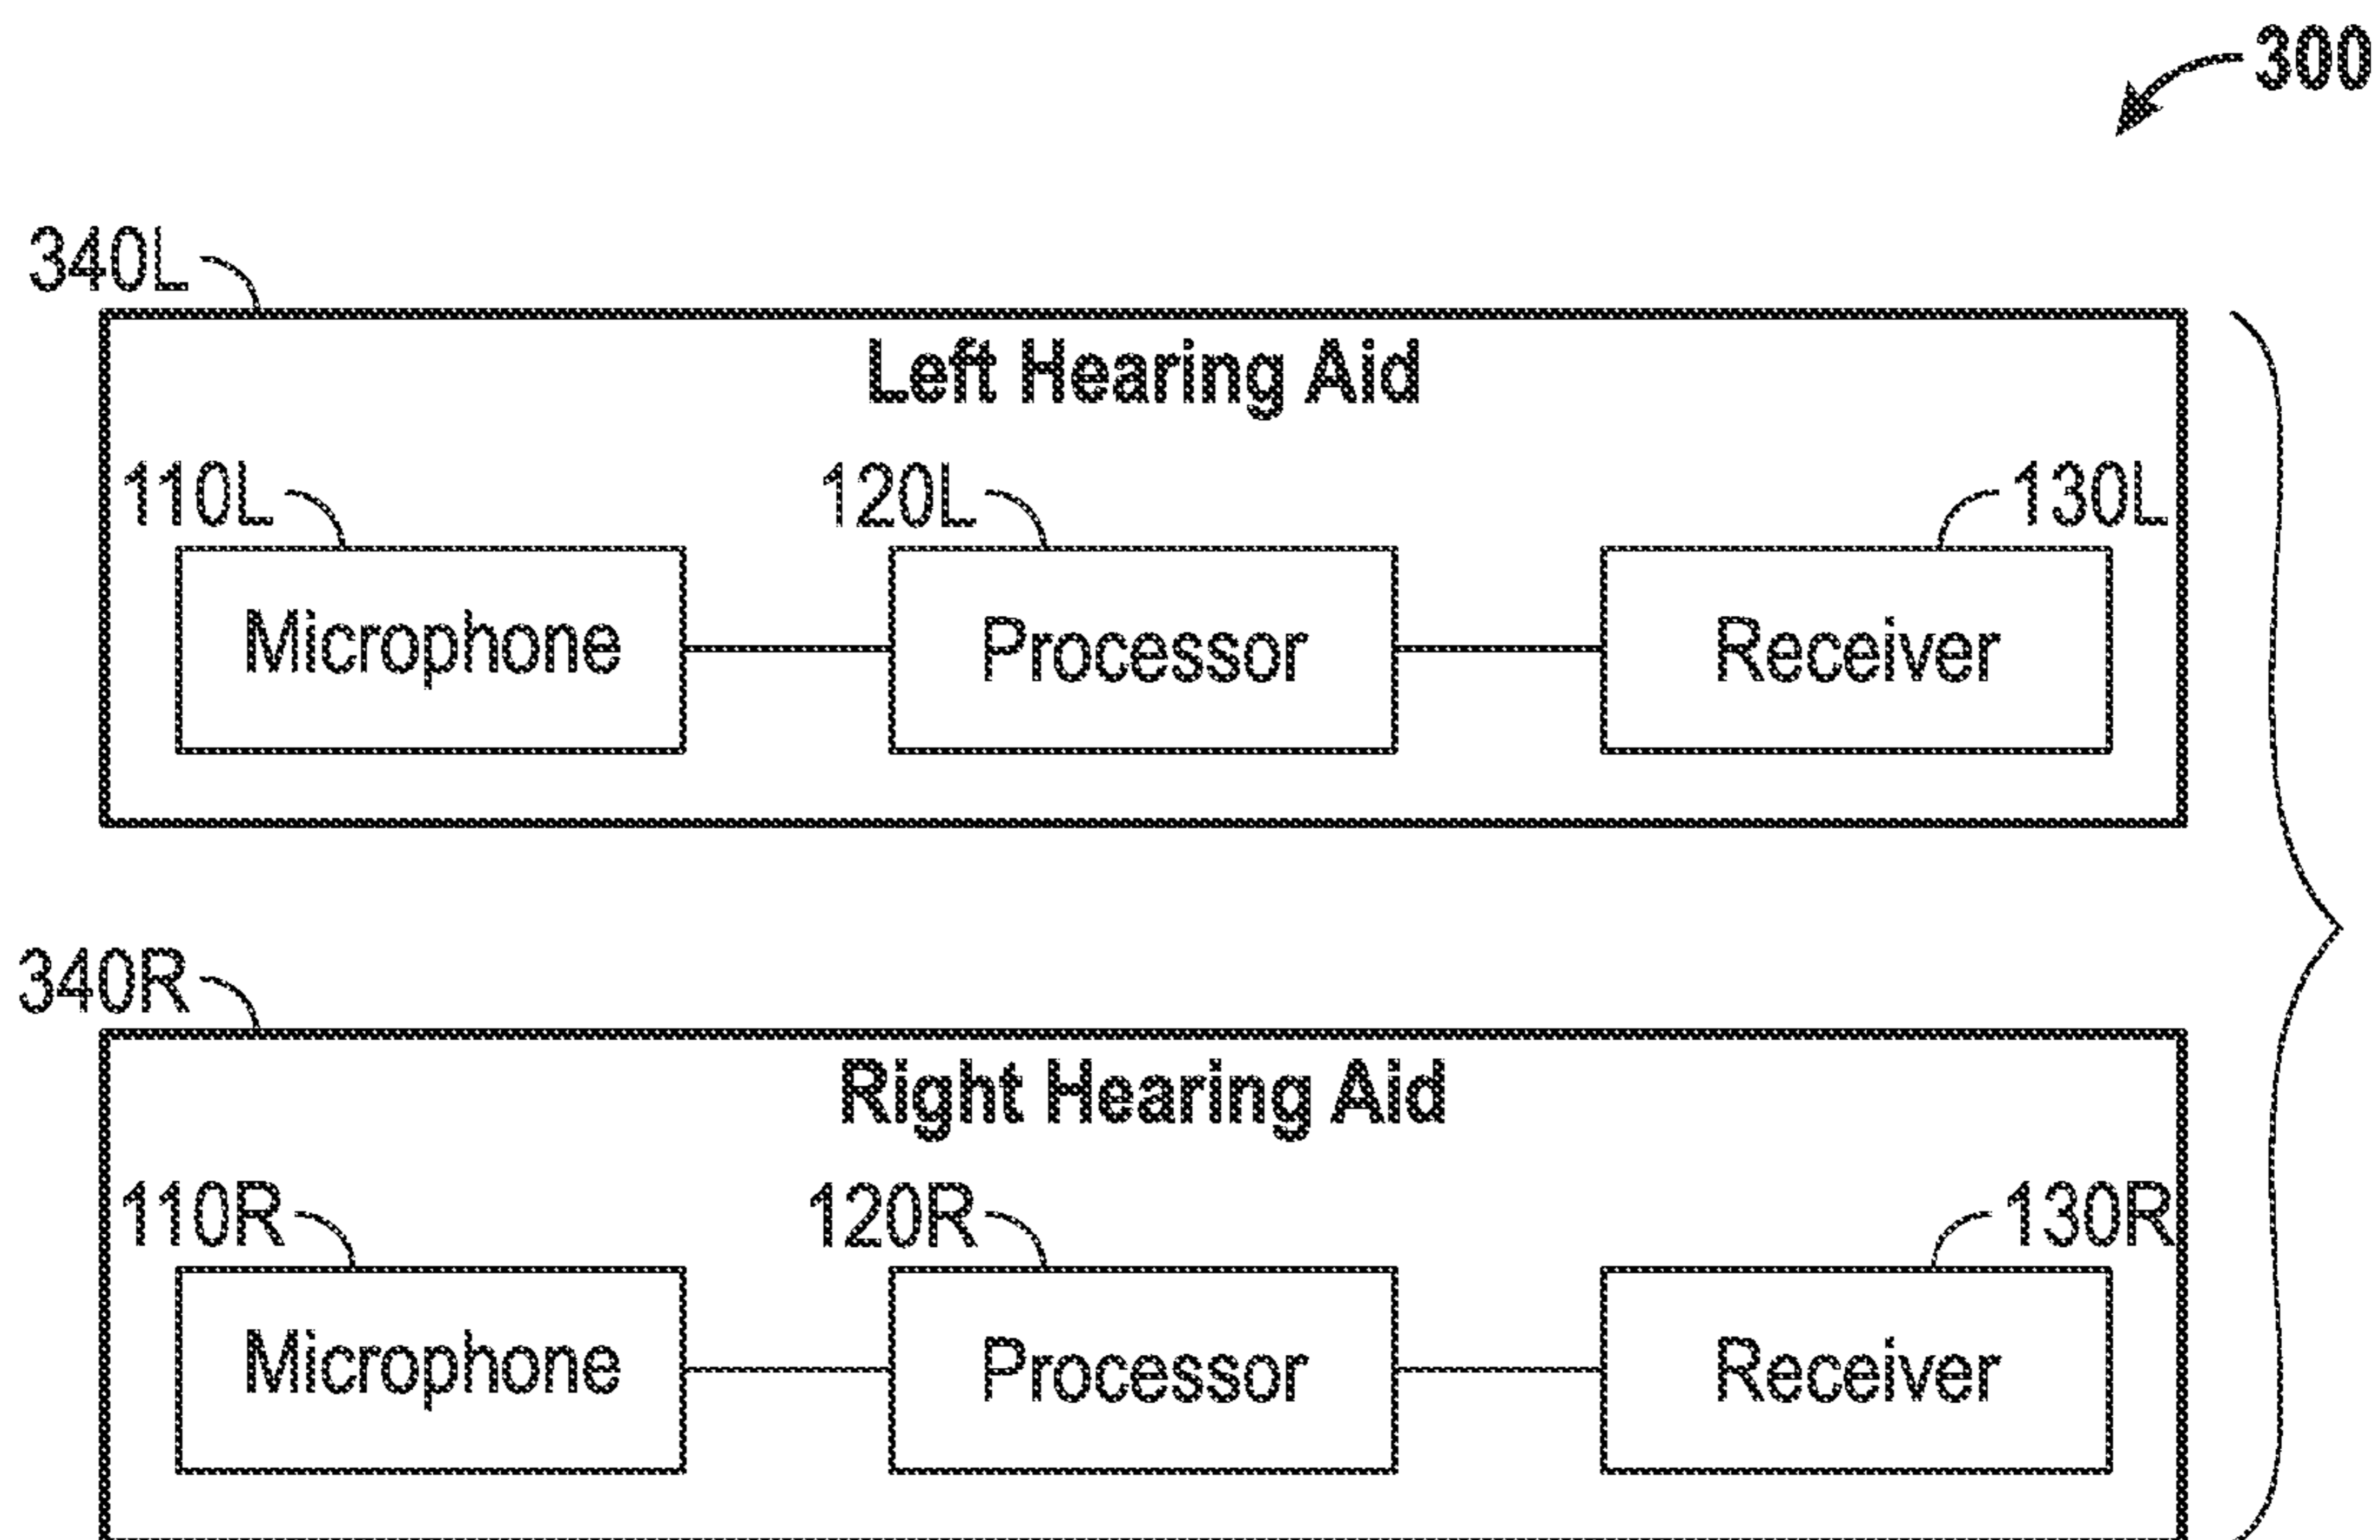 300
340L
Left Hearing Aid
110L 120L 130L
Microphone Processor Receiver
340R
Right Hearing Aid
110R 120R 130R
Microphone Processor Receiver